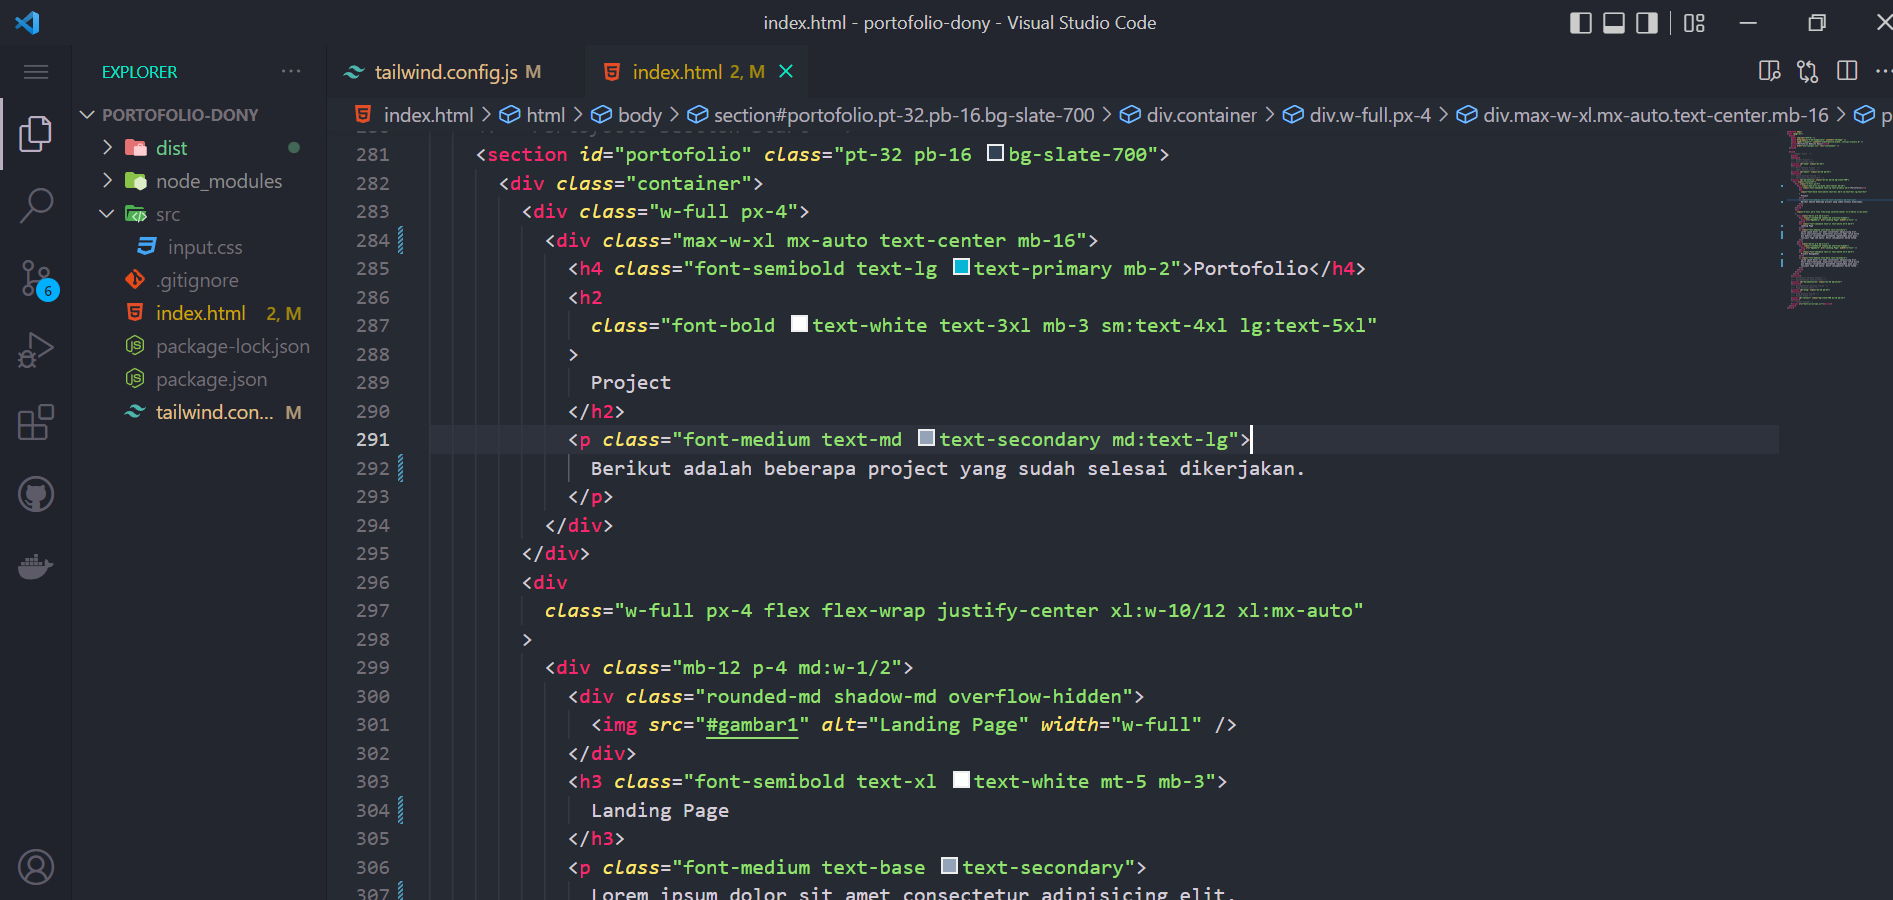 index.html - portofolio-dony - Visual Studio Code
EXPLORER
tailwind.config.js M
index.html 2, M
PORTOFOLIO-DONY
dist
node_modules
src
input.css
.gitignore
index.html 2, M
package-lock.json
package.json
tailwind.con... M
6
index.html > html > body > section#portofolio.pt-32.pb-16.bg-slate-700 > div.container > div.w-full.px-4 > div.max-w-xl.mx-auto.text-center.mb-16 > p
281 <section id="portofolio" class="pt-32 pb-16 bg-slate-700">
282 <div class="container">
283 <div class="w-full px-4">
284 <div class="max-w-xl mx-auto text-center mb-16">
285 <h4 class="font-semibold text-lg text-primary mb-2">Portofolio</h4>
286 <h2
287 class="font-bold text-white text-3xl mb-3 sm:text-4xl lg:text-5xl"
288 >
289 Project
290 </h2>
291 <p class="font-medium text-md text-secondary md:text-lg">
292 Berikut adalah beberapa project yang sudah selesai dikerjakan.
293 </p>
294 </div>
295 </div>
296 <div
297 class="w-full px-4 flex flex-wrap justify-center xl:w-10/12 xl:mx-auto"
298 >
299 <div class="mb-12 p-4 md:w-1/2">
300 <div class="rounded-md shadow-md overflow-hidden">
301 <img src="#gambar1" alt="Landing Page" width="w-full" />
302 </div>
303 <h3 class="font-semibold text-xl text-white mt-5 mb-3">
304 Landing Page
305 </h3>
306 <p class="font-medium text-base text-secondary">
307 Lorem ipsum dolor sit amet consectetur adipisicing elit.